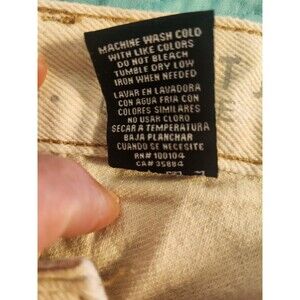 MACHINE WASH COLD
WITH LIKE COLORS
DO NOT BLEACH
TUMBLE DRY LOW
IRON WHEN NEEDED
LAVAR EN LAVADORA
CON AGUA FRIA CON
COLORES SIMILARES
NO USAR CLORO
SECAR A TEMPERATURA
BAJA PLANCHAR
CUANDO SE NECESITE
RN# 100104
CA# 35884